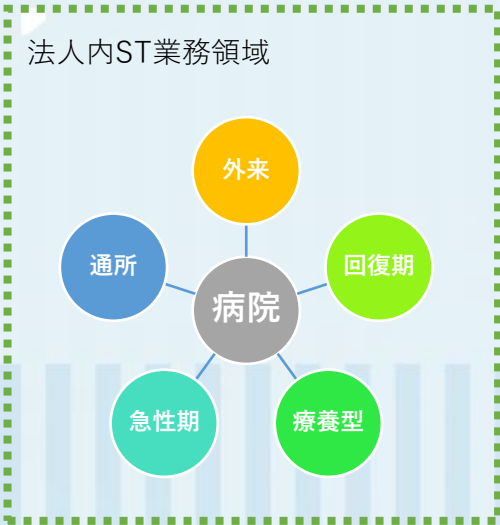 法人内ST業務領域
外来
通所
回復期
病院
急性期
療養型